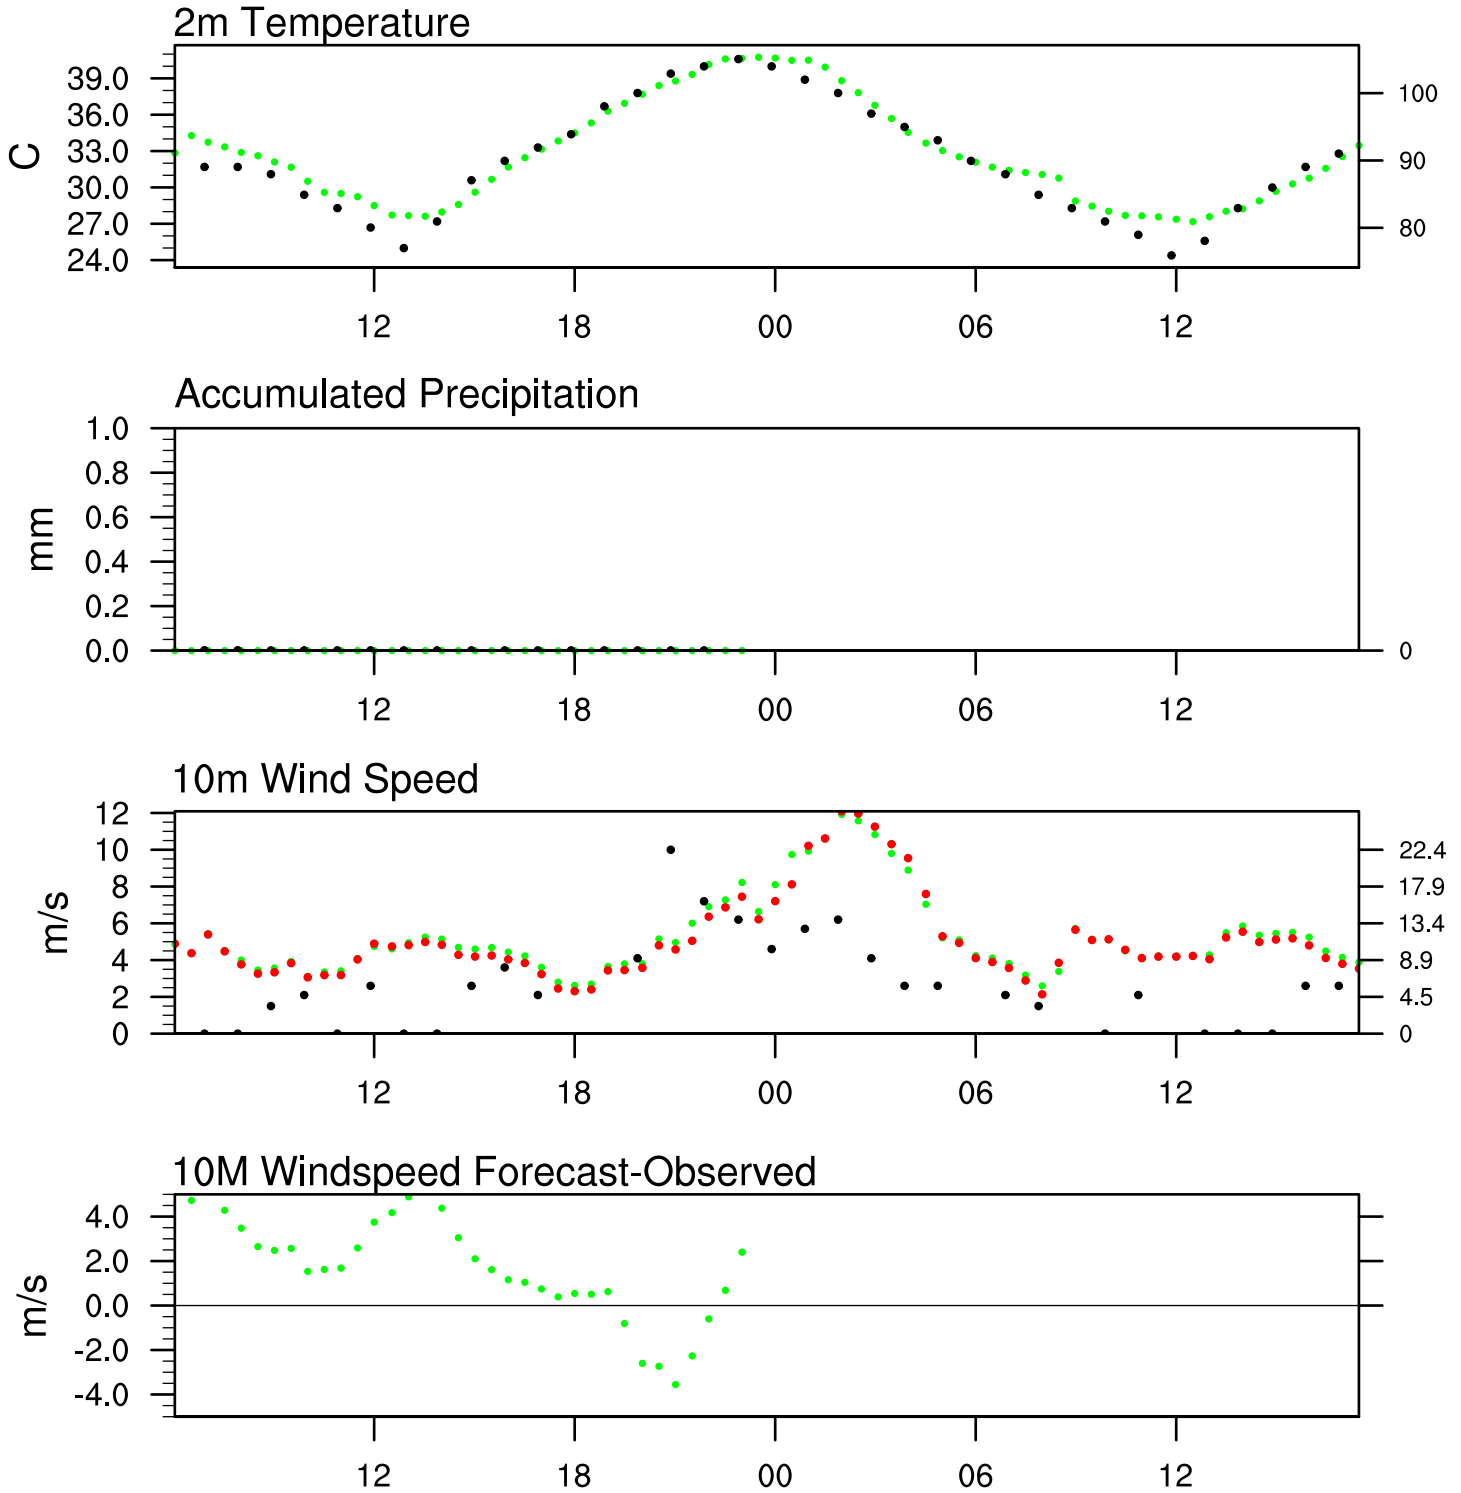 2m Temperature
39.0
36.0
33.0
30.0
27.0
24.0
C
100
90
80
12 18 00 06 12
Accumulated Precipitation
1.0
0.8
0.6
0.4
0.2
0.0
mm
0
12 18 00 06 12
10m Wind Speed
12
10
8
6
4
2
0
m/s
22.4
17.9
13.4
8.9
4.5
0
12 18 00 06 12
10M Windspeed Forecast-Observed
4.0
2.0
0.0
-2.0
-4.0
m/s
12 18 00 06 12